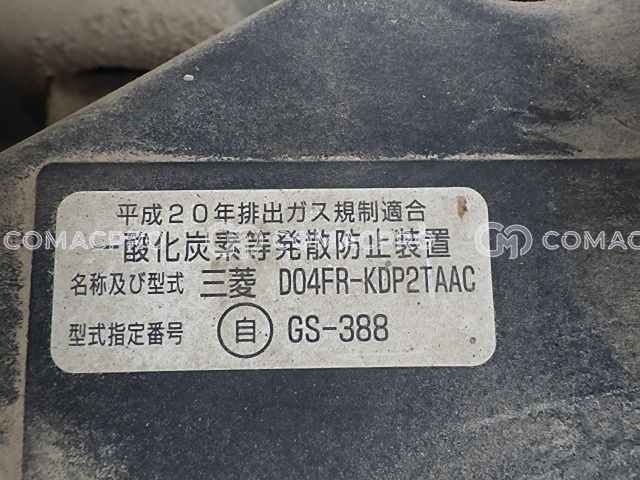 平成20年排出ガス規制適合
一酸化炭素等発散防止装置
名称及び型式 三菱 D04FR-KDP2TAAC
型式指定番号 自 GS-388